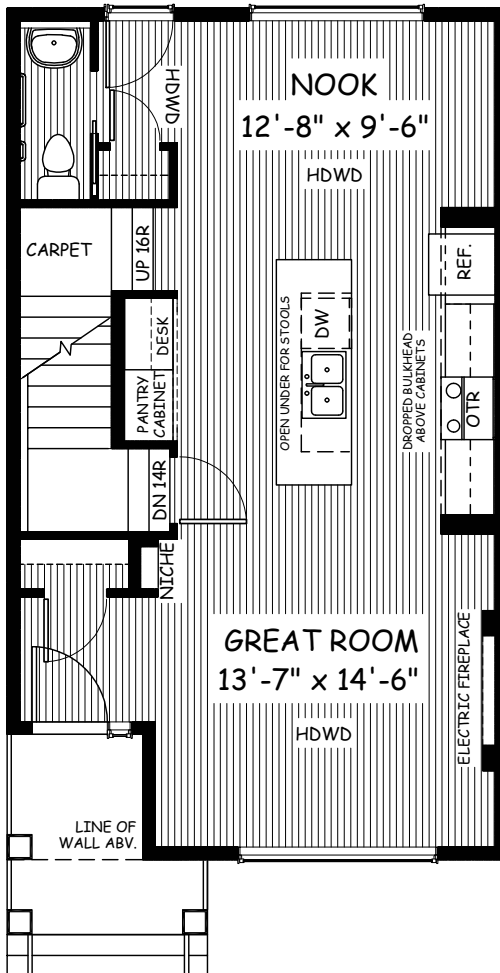 HDWD
NOOK
12'-8" x 9'-6"
HDWD
CARPET
UP 16R
REF.
DESK
PANTRY
CABINET
OPEN UNDER FOR STOOLS
DW
DROPPED BULKHEAD
ABOVE CABINETS
OTR
DN 14R
NICHE
GREAT ROOM
13'-7" x 14'-6"
HDWD
ELECTRIC FIREPLACE
LINE OF
WALL ABV.